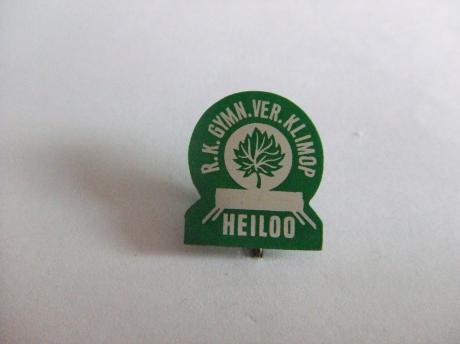 R.K. GYMN.VER. KLIMOP
HEILOO